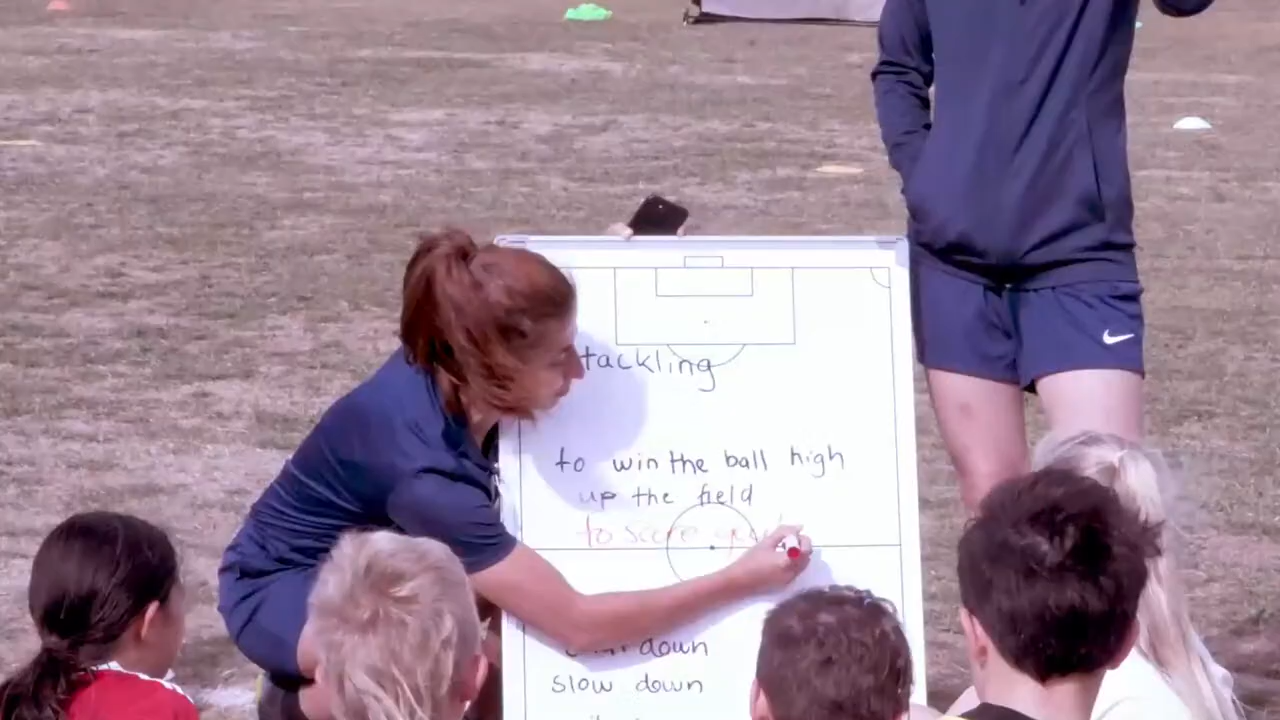 tackling
to win the ball high
up the field
to score
down
slow down